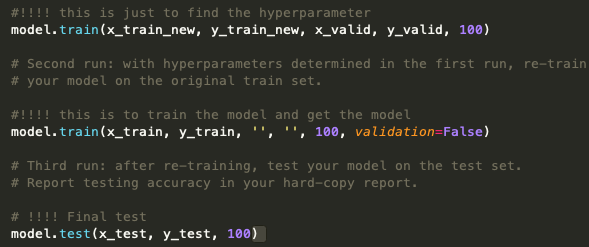 #!!!! this is just to find the hyperparameter
model.train(x_train_new, y_train_new, x_valid, y_valid, 100)
# Second run: with hyperparameters determined in the first run, re-train
# your model on the original train set.
#!!!! this is to train the model and get the model
model.train(x_train, y_train, '', '', 100, validation=False)
# Third run: after re-training, test your model on the test set.
# Report testing accuracy in your hard-copy report.
# !!!! Final test
model.test(x_test, y_test, 100)